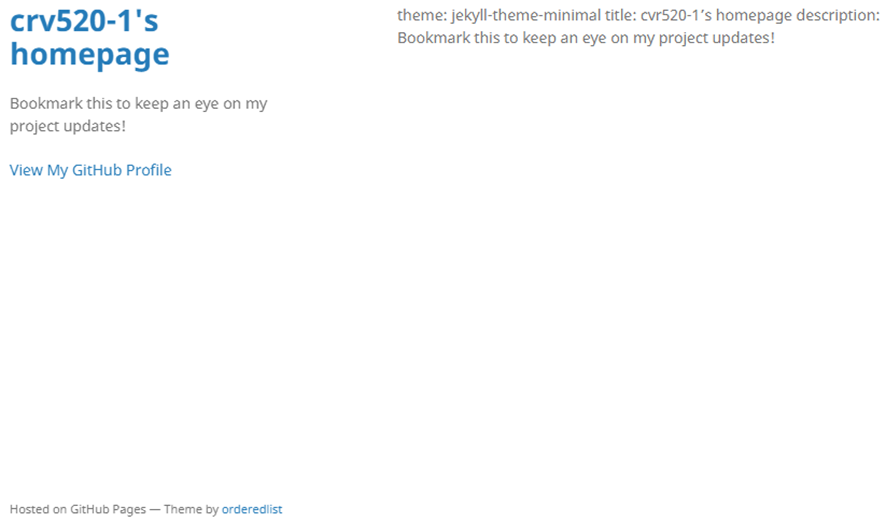 crv520-1's
homepage
Bookmark this to keep an eye on my
project updates!
View My GitHub Profile
theme: jekyll-theme-minimal title: cvr520-1’s homepage description:
Bookmark this to keep an eye on my project updates!
Hosted on GitHub Pages — Theme by orderedlist